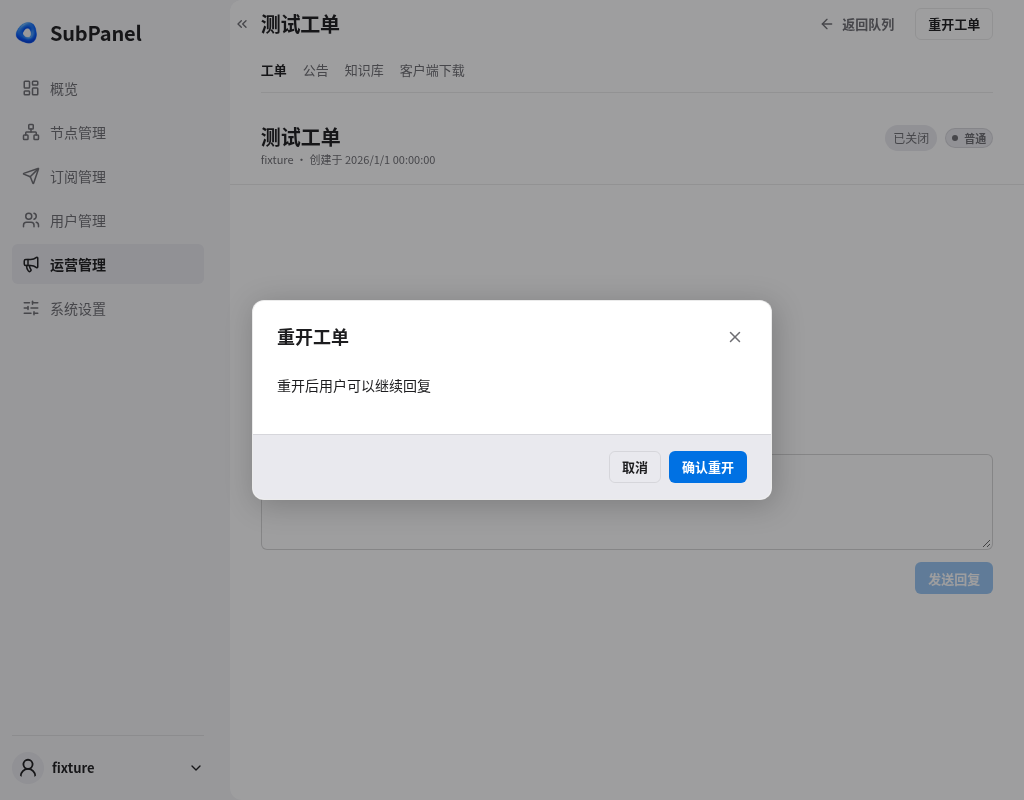 SubPanel
概览
节点管理
订阅管理
用户管理
运营管理
系统设置
fixture
测试工单
返回队列
重开工单
工单
公告
知识库
客户端下载
测试工单
fixture · 创建于 2026/1/1 00:00:00
已关闭
普通
重开工单
重开后用户可以继续回复
取消
确认重开
发送回复